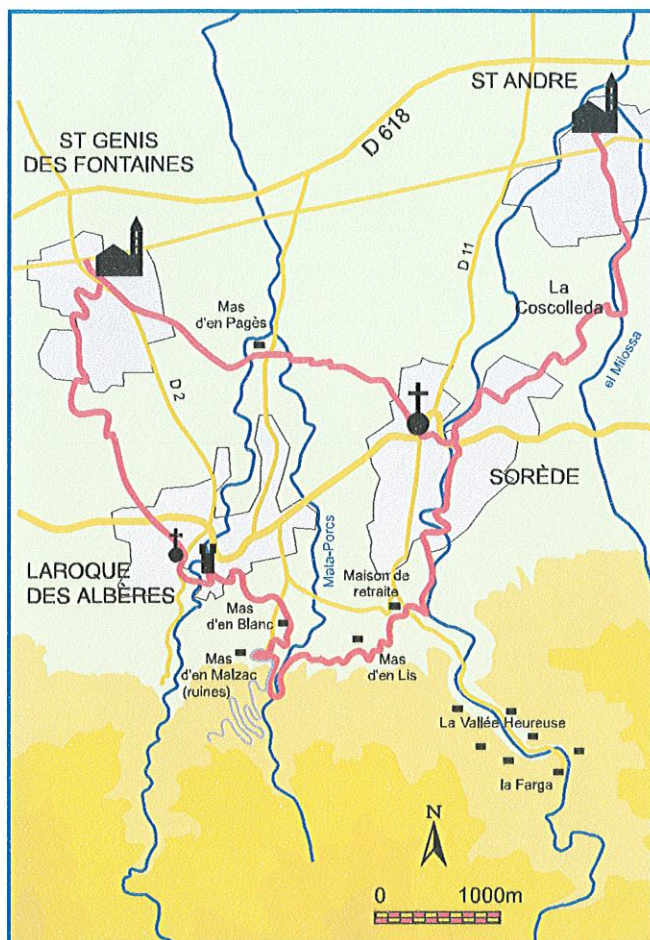 ST ANDRE
ST GENIS
DES FONTAINES
D 618
D 11
La
Coscolleda
Mas
d'en Pagès
el Milossa
D 2
SORÈDE
Mata-Porcs
LAROQUE
DES ALBÈRES
Maison de
retraite
Mas
d'en Blanc
Mas
d'en Malzac
(ruines)
Mas
d'en Lis
La Vallée Heureuse
la Farga
N
0 1000m